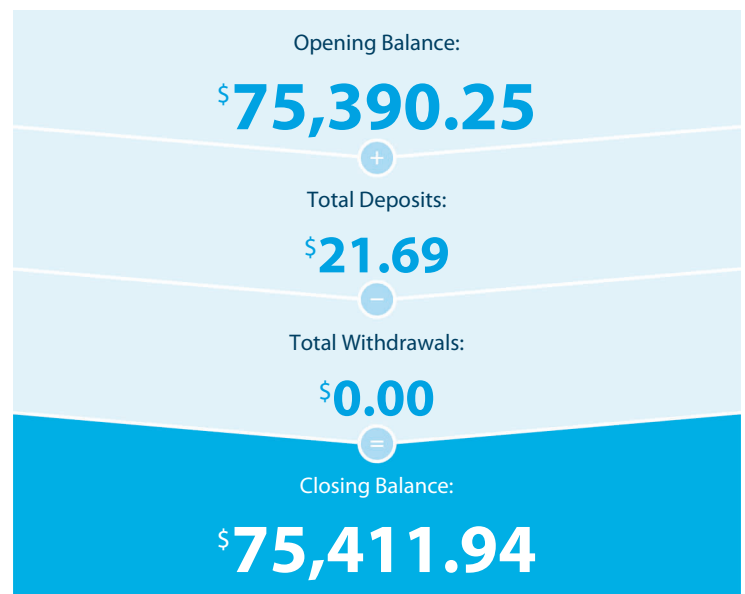 Opening Balance:
$75,390.25
+
Total Deposits:
$21.69
−
Total Withdrawals:
$0.00
=
Closing Balance:
$75,411.94